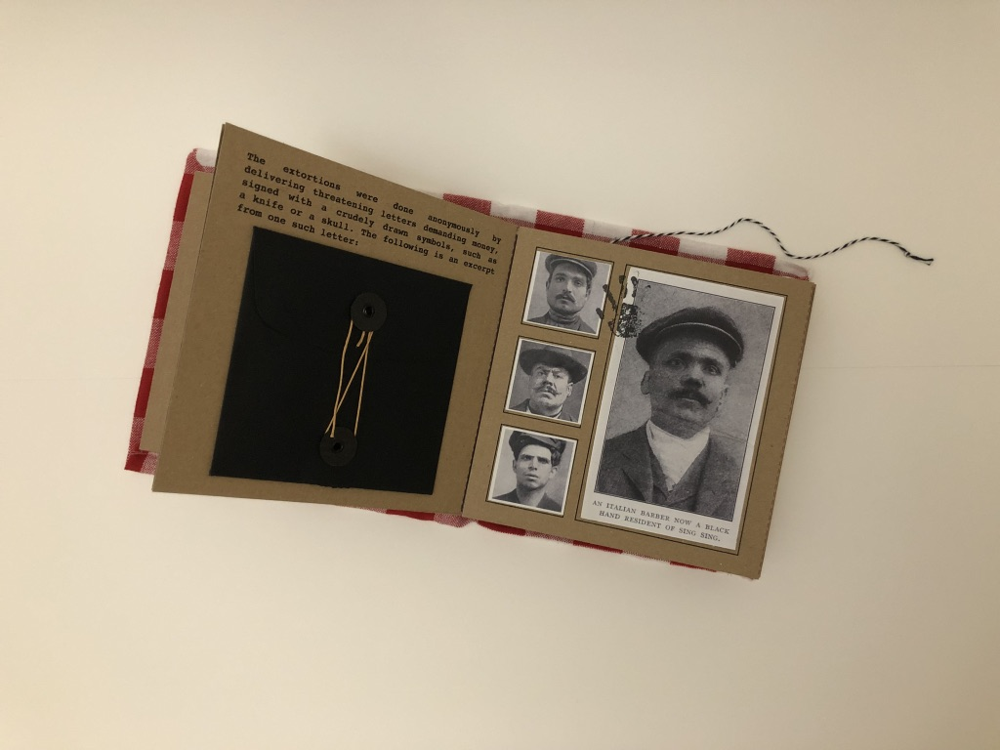 The extortions were done anonymously by
delivering threatening letters demanding money,
signed with a crudely drawn symbols, such as
a knife or a skull. The following is an excerpt
from one such letter:
AN ITALIAN BARBER NOW A BLACK
HAND RESIDENT OF SING SING.